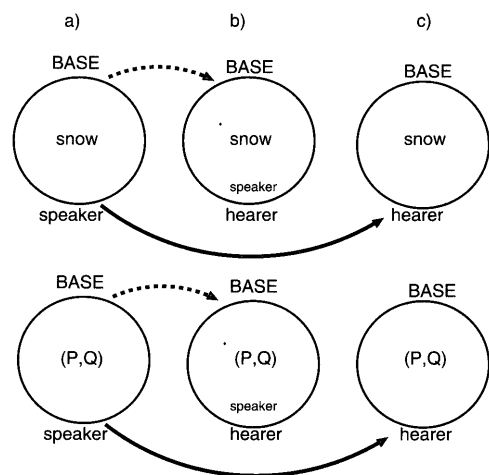 a) b) c)
BASE BASE BASE
snow snow snow
speaker
speaker hearer hearer
BASE BASE BASE
(P,Q) (P,Q) (P,Q)
speaker
speaker hearer hearer